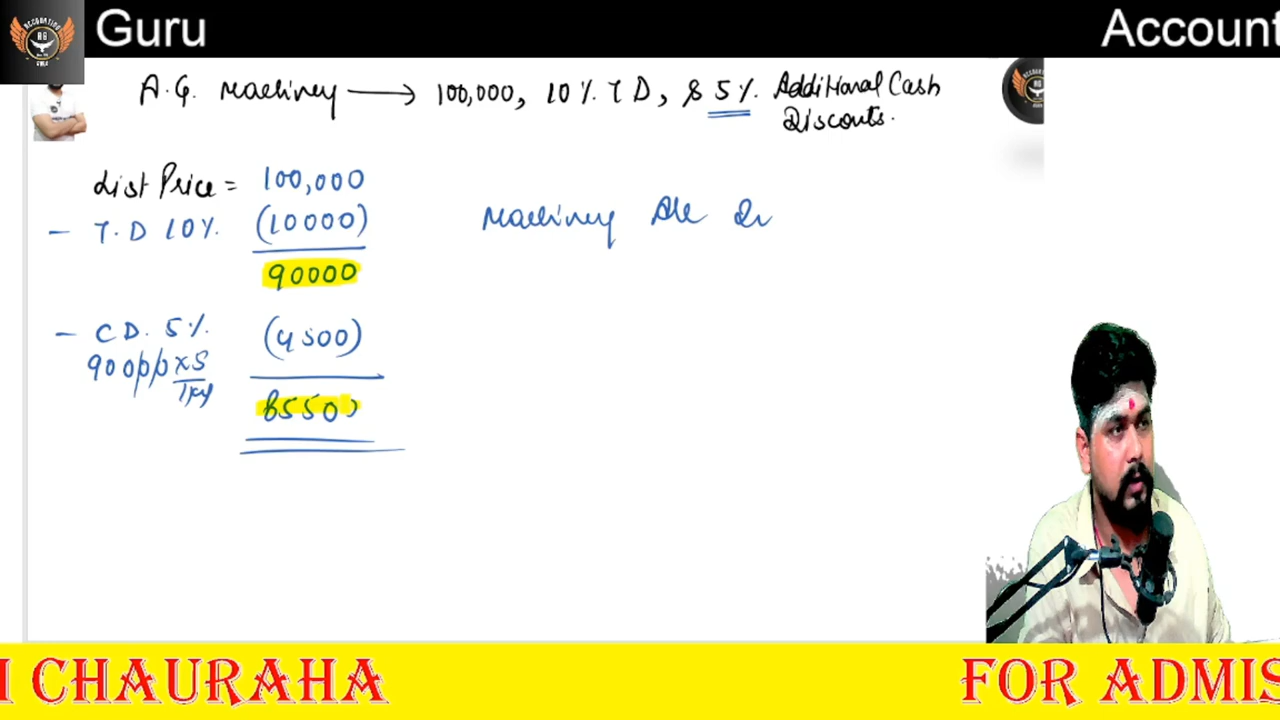 Guru
Account
A.G. Machinery → 100,000, 10% T D, & 5% Additional Cash
Discounts.
List Price = 100,000
- T.D 10% (10000)
90000
- C D. 5% (4500)
90000 x 5
100
85500
Machinery A/c Dr
I CHAURAHA
FOR ADMIS